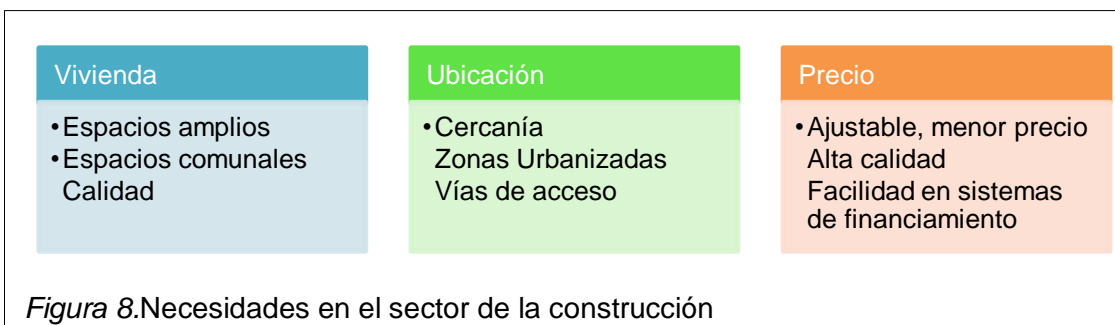 Vivienda
•Espacios amplios
•Espacios comunales
Calidad
Ubicación
•Cercanía
Zonas Urbanizadas
Vías de acceso
Precio
•Ajustable, menor precio
Alta calidad
Facilidad en sistemas
de financiamiento
Figura 8.Necesidades en el sector de la construcción